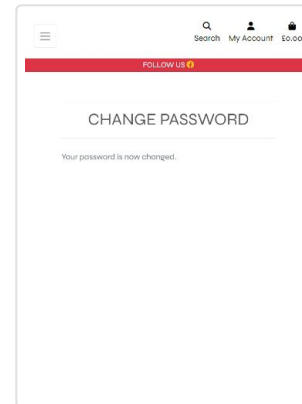 Search My Account £0.00
FOLLOW US
CHANGE PASSWORD
Your password is now changed.